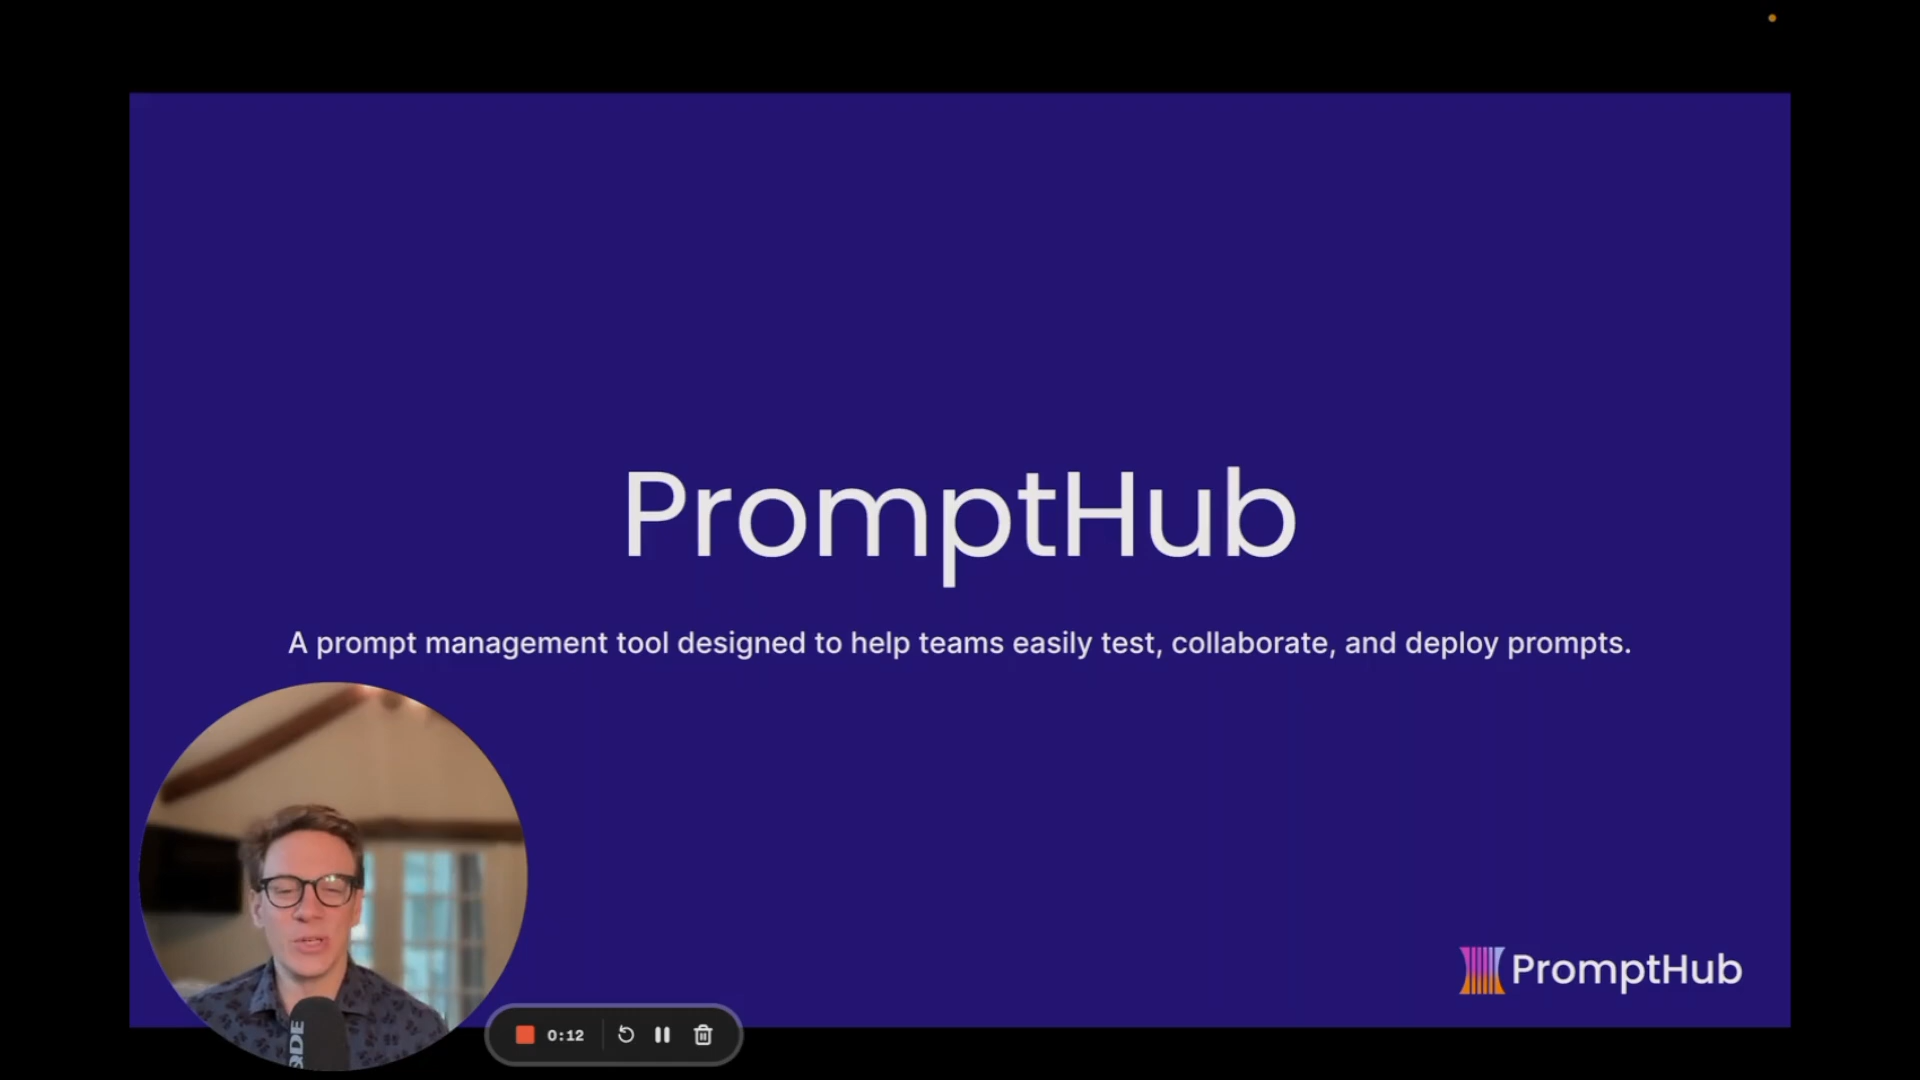 PromptHub
A prompt management tool designed to help teams easily test, collaborate, and deploy prompts.
PromptHub
0:12